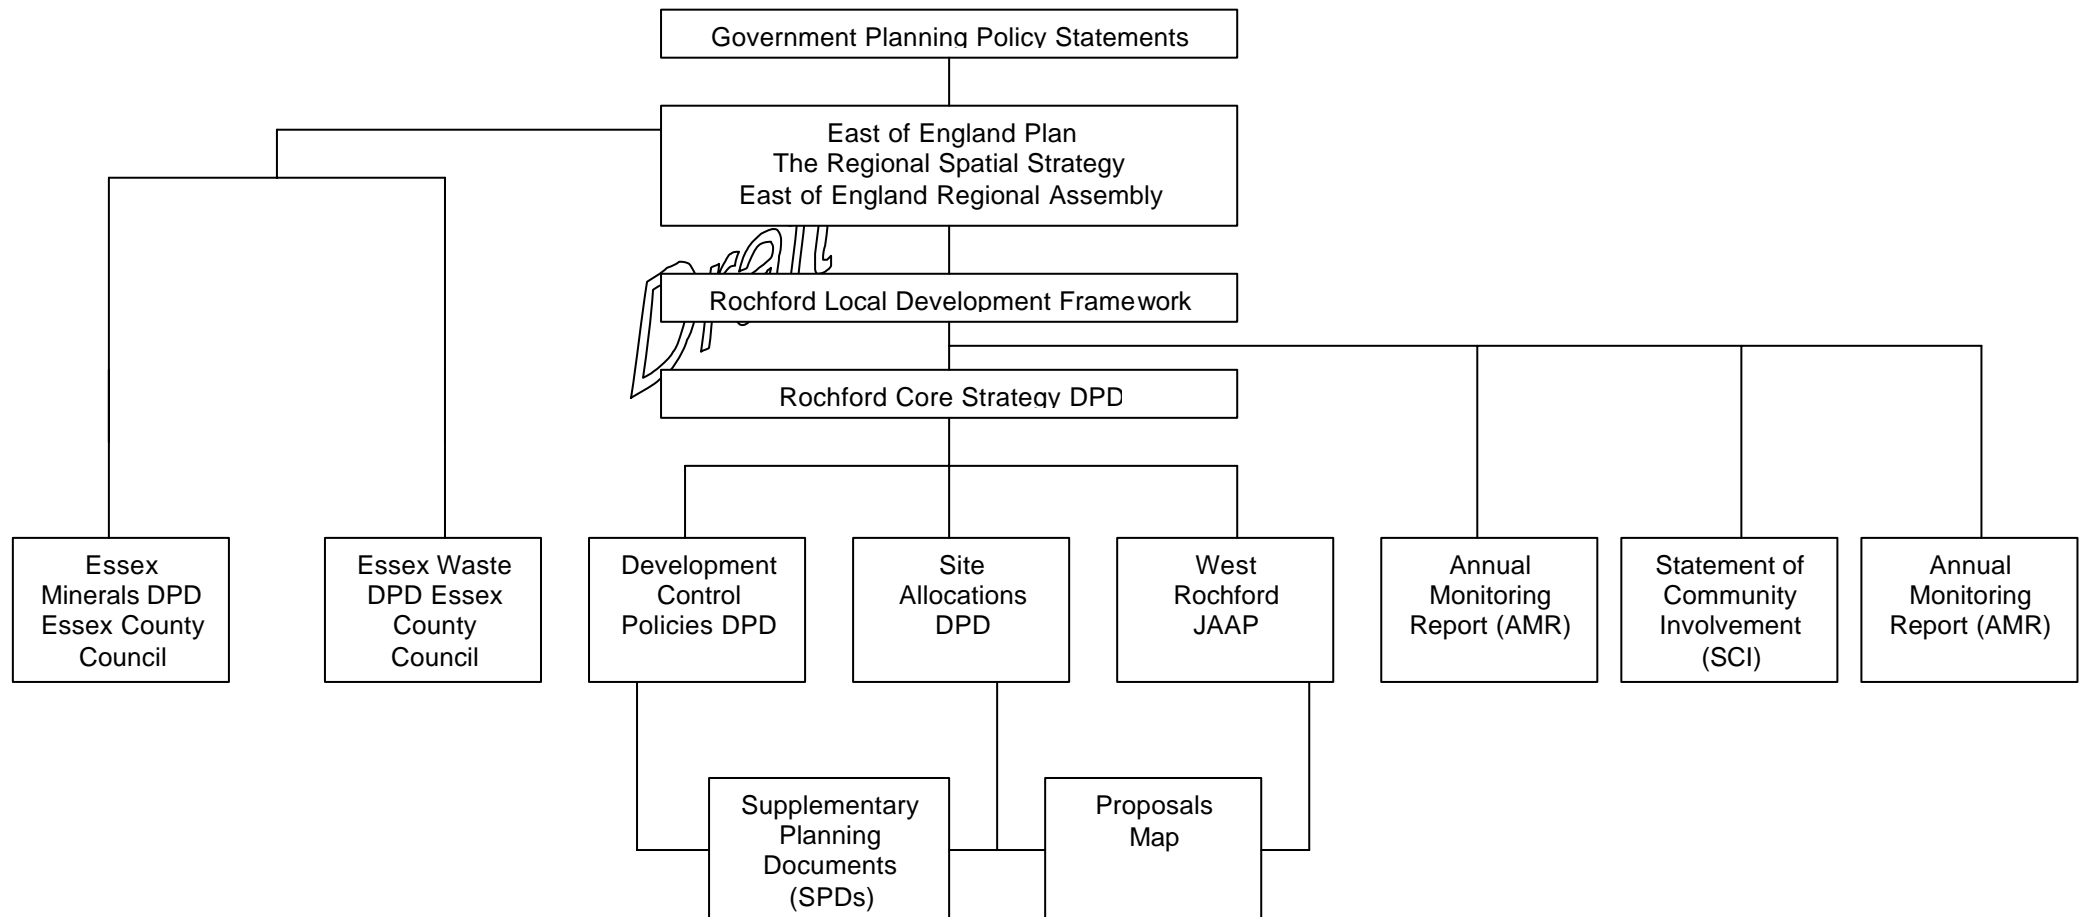 Government Planning Policy Statements
East of England Plan
The Regional Spatial Strategy
East of England Regional Assembly
Draft
Rochford Local Development Framework
Rochford Core Strategy DPD
Essex
Minerals DPD
Essex County
Council
Essex Waste
DPD Essex
County
Council
Development
Control
Policies DPD
Site
Allocations
DPD
West
Rochford
JAAP
Annual
Monitoring
Report (AMR)
Statement of
Community
Involvement
(SCI)
Annual
Monitoring
Report (AMR)
Supplementary
Planning
Documents
(SPDs)
Proposals
Map